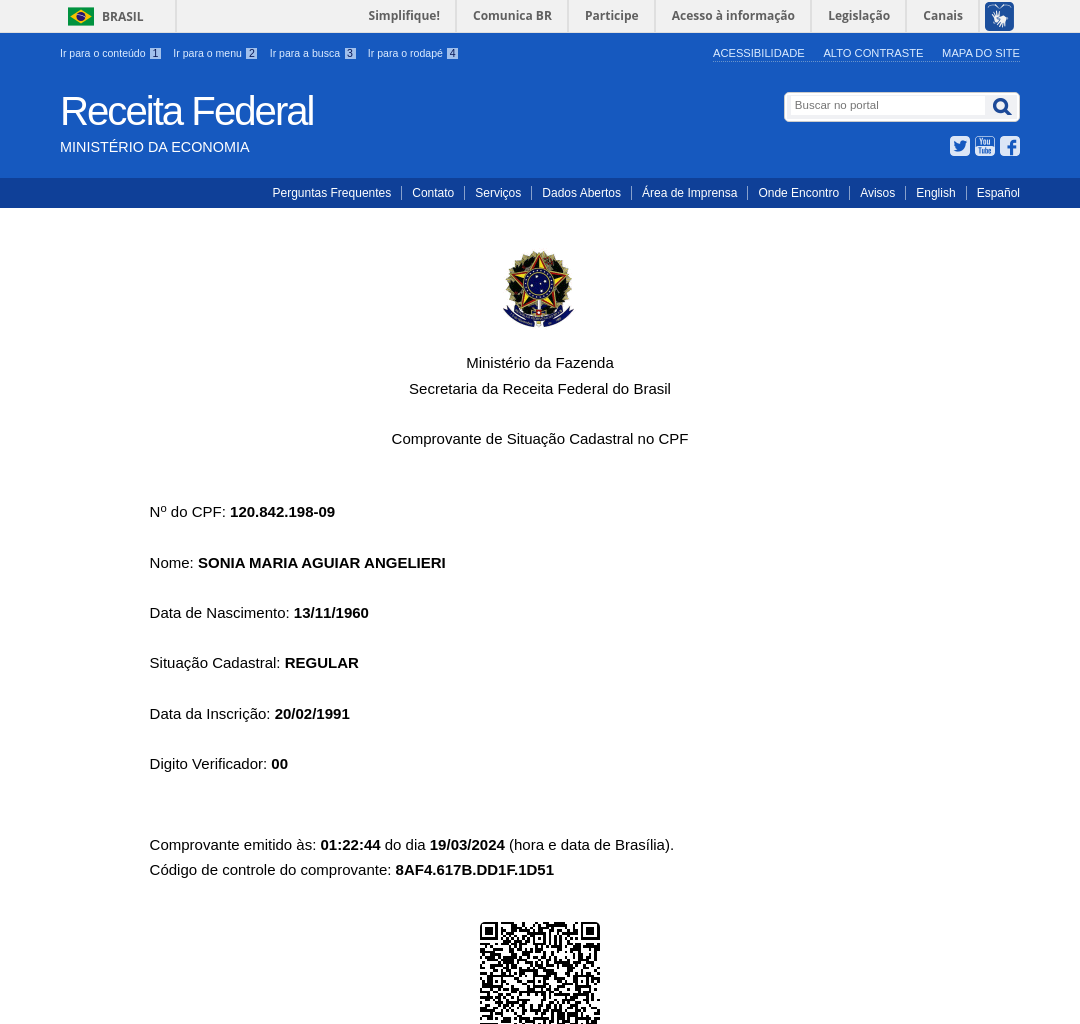 BRASIL
Simplifique! Comunica BR Participe Acesso à informação Legislação Canais
Ir para o conteúdo 1 Ir para o menu 2 Ir para a busca 3 Ir para o rodapé 4
ACESSIBILIDADE ALTO CONTRASTE MAPA DO SITE
Receita Federal
Buscar no portal
MINISTÉRIO DA ECONOMIA
You Tube
Perguntas Frequentes Contato Serviços Dados Abertos Área de Imprensa Onde Encontro Avisos English Español
Ministério da Fazenda
Secretaria da Receita Federal do Brasil
Comprovante de Situação Cadastral no CPF
Nº do CPF: 120.842.198-09
Nome: SONIA MARIA AGUIAR ANGELIERI
Data de Nascimento: 13/11/1960
Situação Cadastral: REGULAR
Data da Inscrição: 20/02/1991
Digito Verificador: 00
Comprovante emitido às: 01:22:44 do dia 19/03/2024 (hora e data de Brasília).
Código de controle do comprovante: 8AF4.617B.DD1F.1D51